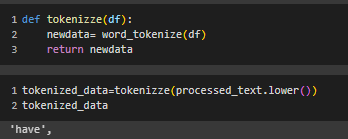 1 def tokenizze(df):
2     newdata= word_tokenize(df)
3     return newdata
1 tokenized_data=tokenizze(processed_text.lower())
2 tokenized_data
'have',